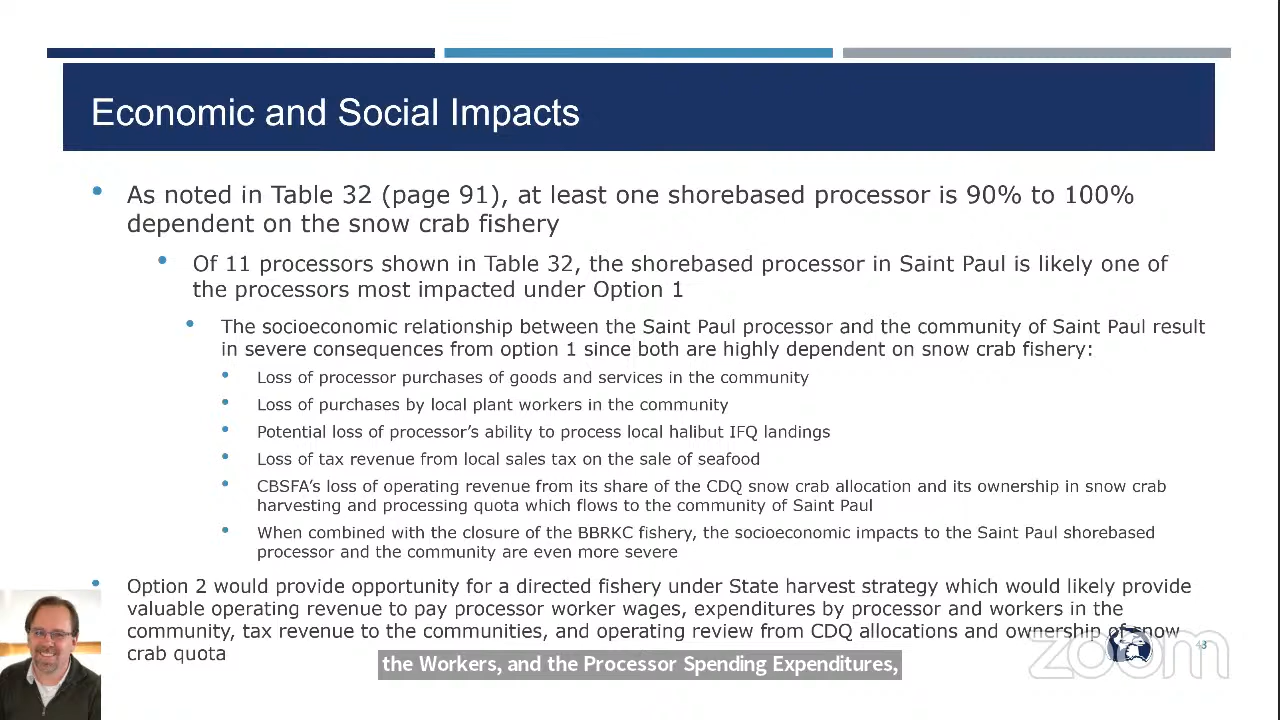 Economic and Social Impacts
As noted in Table 32 (page 91), at least one shorebased processor is 90% to 100%
dependent on the snow crab fishery
Of 11 processors shown in Table 32, the shorebased processor in Saint Paul is likely one of
the processors most impacted under Option 1
The socioeconomic relationship between the Saint Paul processor and the community of Saint Paul result
in severe consequences from option 1 since both are highly dependent on snow crab fishery:
Loss of processor purchases of goods and services in the community
Loss of purchases by local plant workers in the community
Potential loss of processor's ability to process local halibut IFQ landings
Loss of tax revenue from local sales tax on the sale of seafood
CBSFA's loss of operating revenue from its share of the CDQ snow crab allocation and its ownership in snow crab
harvesting and processing quota which flows to the community of Saint Paul
When combined with the closure of the BBRKC fishery, the socioeconomic impacts to the Saint Paul shorebased
processor and the community are even more severe
Option 2 would provide opportunity for a directed fishery under State harvest strategy which would likely provide
valuable operating revenue to pay processor worker wages, expenditures by processor and workers in the
community, tax revenue to the communities, and operating review from CDQ allocations and ownership of snow
crab quota
the Workers, and the Processor Spending Expenditures,
zoom
43